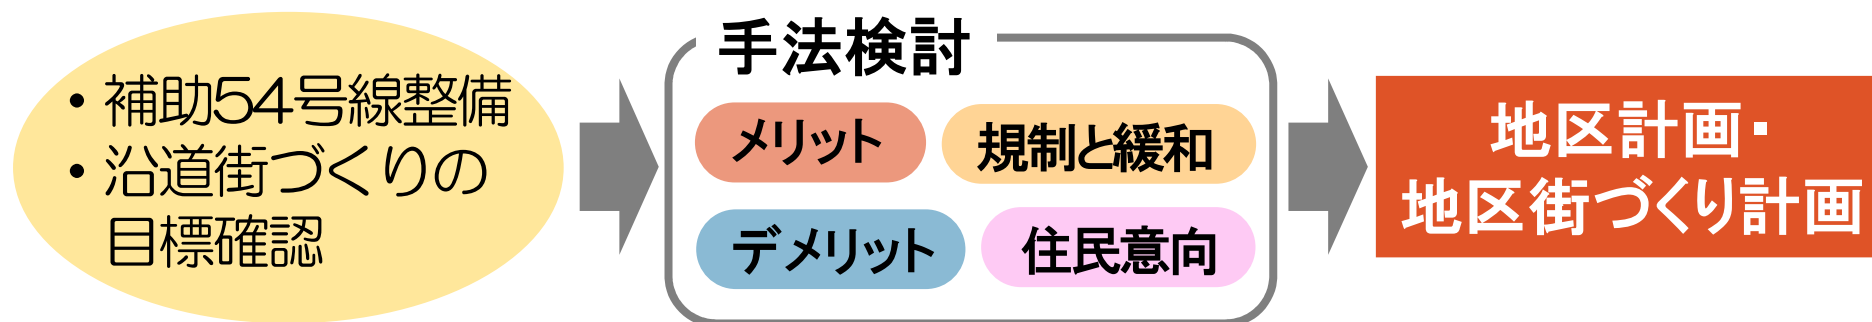 • 補助54号線整備
• 沿道街づくりの
目標確認
手法検討
メリット
規制と緩和
デメリット
住民意向
地区計画・
地区街づくり計画